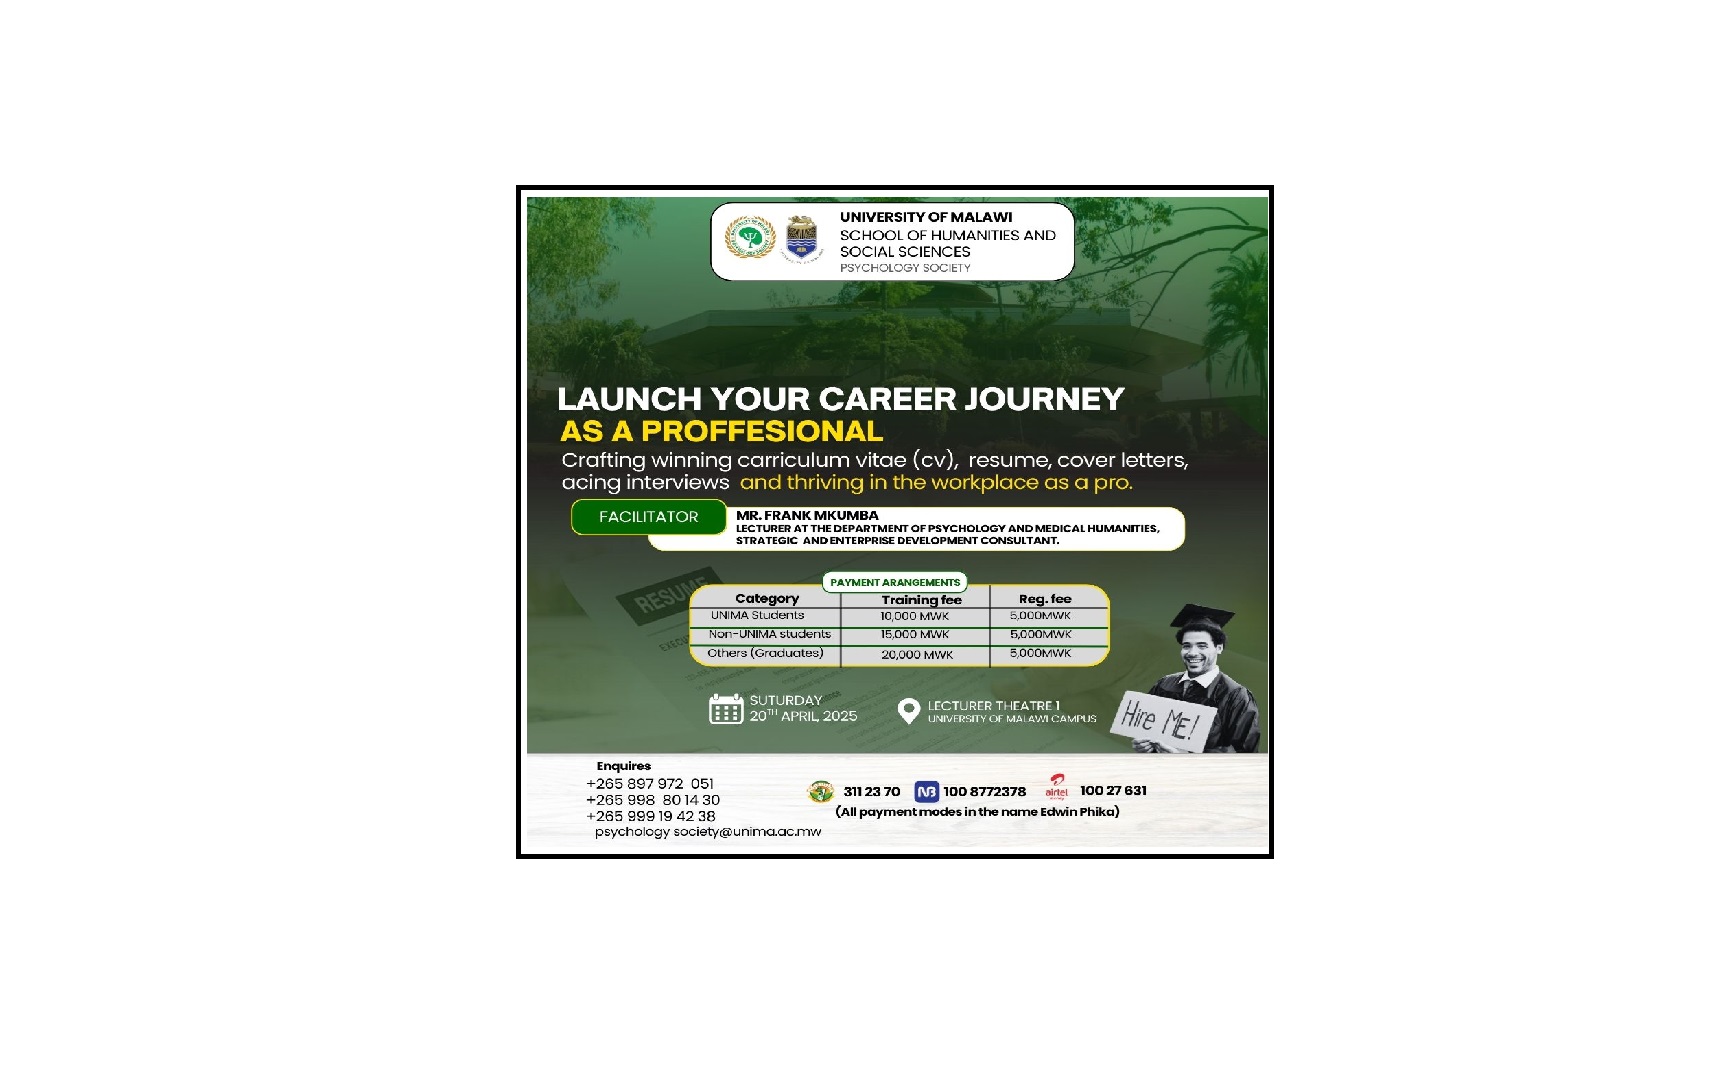 UNIVERSITY OF MALAWI
SCHOOL OF HUMANITIES AND
SOCIAL SCIENCES
PSYCHOLOGY SOCIETY
LAUNCH YOUR CAREER JOURNEY
AS A PROFFESIONAL
Crafting winning carriculum vitae (cv), resume, cover letters,
acing interviews and thriving in the workplace as a pro.
FACILITATOR
MR. FRANK MKUMBA
LECTURER AT THE DEPARTMENT OF PSYCHOLOGY AND MEDICAL HUMANITIES,
STRATEGIC AND ENTERPRISE DEVELOPMENT CONSULTANT.
RESUME
PAYMENT ARANGEMENTS
Category Training fee Reg. fee
UNIMA Students 10,000 MWK 5,000MWK
Non-UNIMA students 15,000 MWK 5,000MWK
Others (Graduates) 20,000 MWK 5,000MWK
SUTURDAY
20TH APRIL, 2025
LECTURER THEATRE 1
UNIVERSITY OF MALAWI CAMPUS
Hire ME!
Enquires
+265 897 972 051
+265 998 80 14 30
+265 999 19 42 38
psychology society@unima.ac.mw
311 23 70 NB 100 8772378 airtel 100 27 631
(All payment modes in the name Edwin Phika)